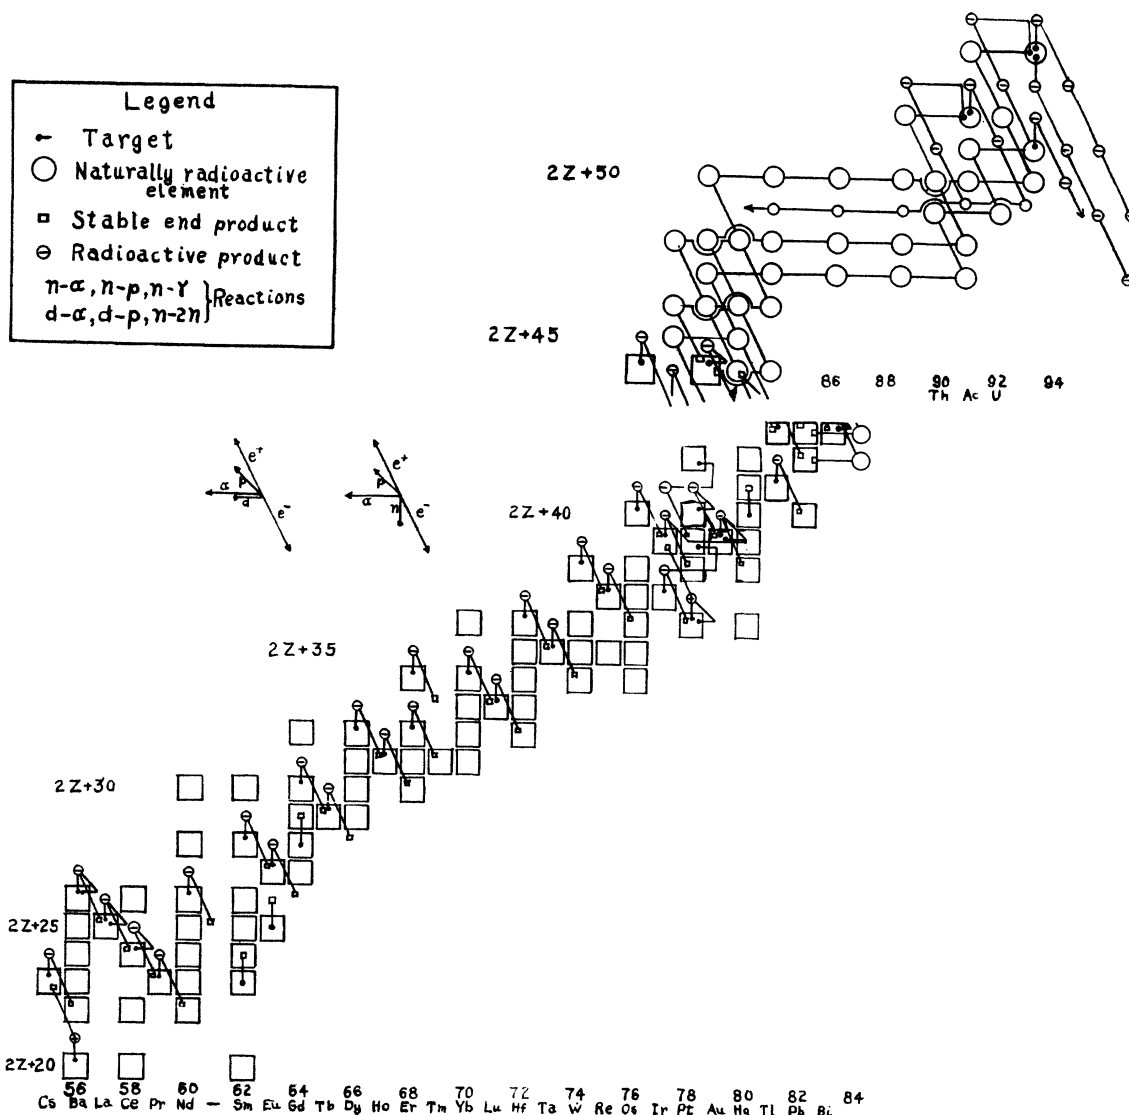 Legend
Target
Naturally radioactive
element
Stable end product
Radioactive product
n-α, n-p, n-γ
d-α, d-p, n-2n
} Reactions
2Z+50
2Z+45
86 88 90 92 94
Th Ac U
e+
p
α
d
e-
e+
p
α
n
e-
2Z+40
2Z+35
2Z+30
2Z+25
2Z+20
56 58 60 62 64 66 68 70 72 74 76 78 80 82 84
Cs Ba La Ce Pr Nd — Sm Eu Gd Tb Dy Ho Er Tm Yb Lu Hf Ta W Re Os Ir Pt Au Hg Tl Pb Bi